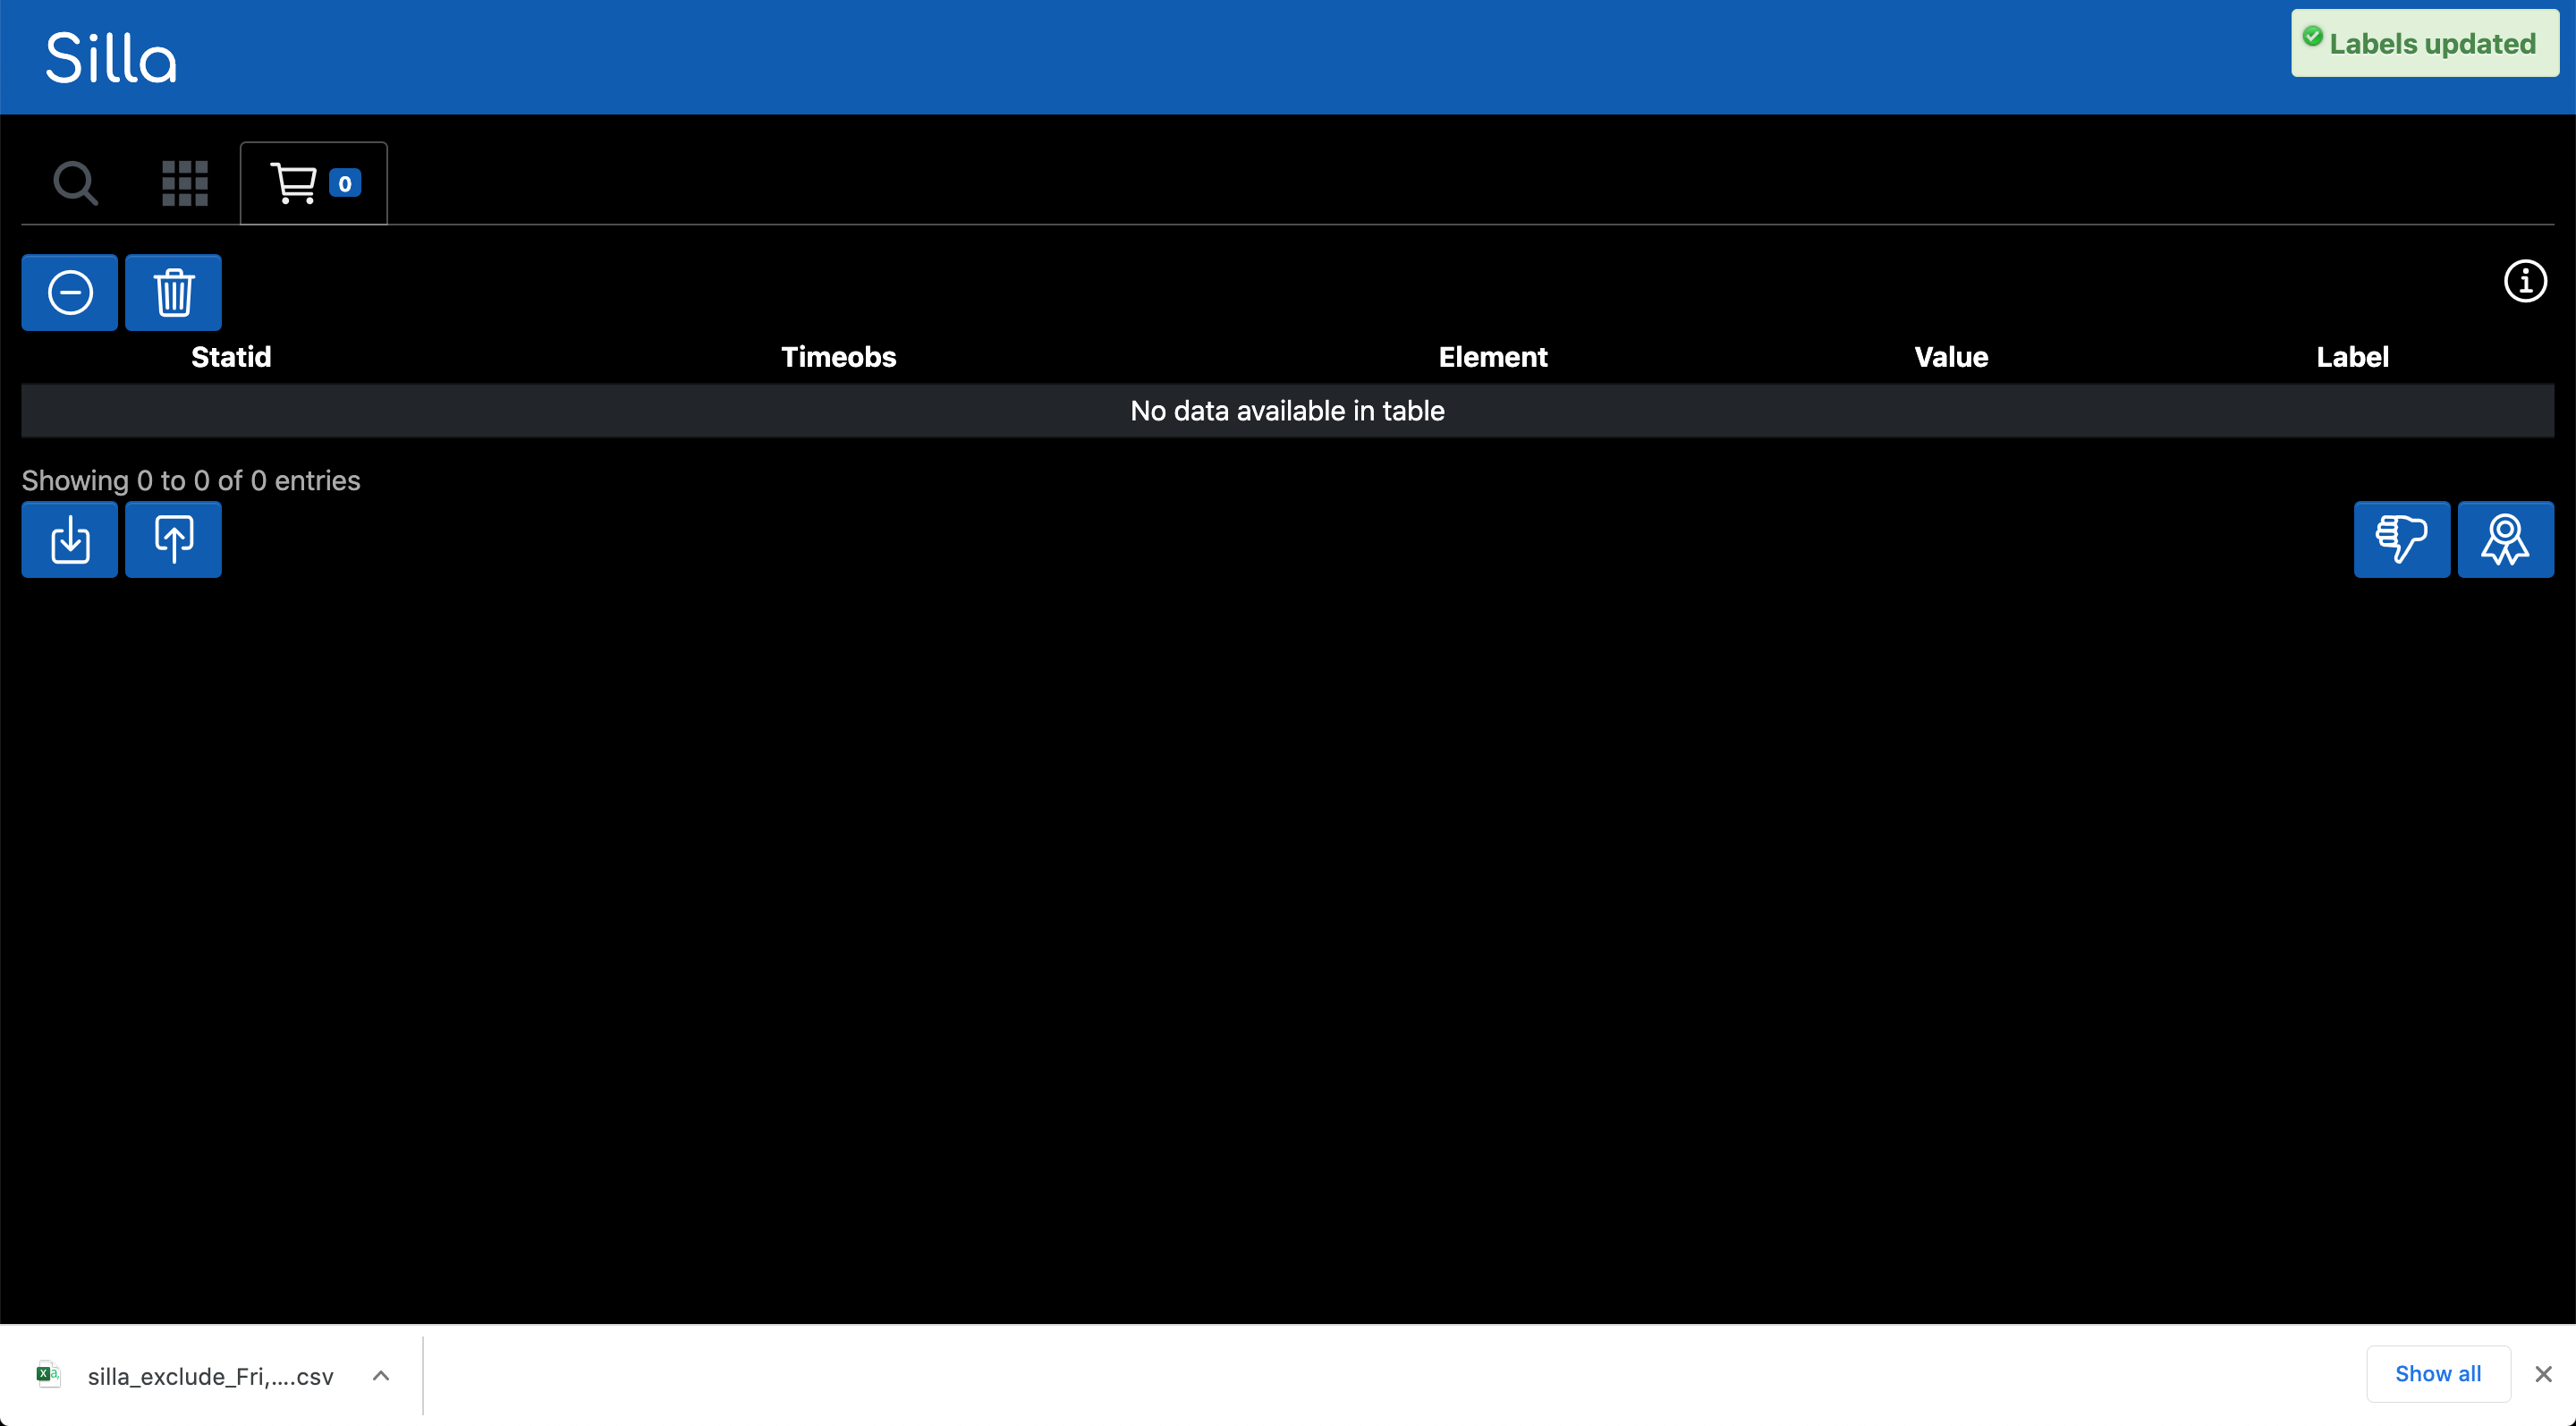 Silla
Labels updated
0
Statid Timeobs Element Value Label
No data available in table
Showing 0 to 0 of 0 entries
silla_exclude_Fri,....csv
Show all